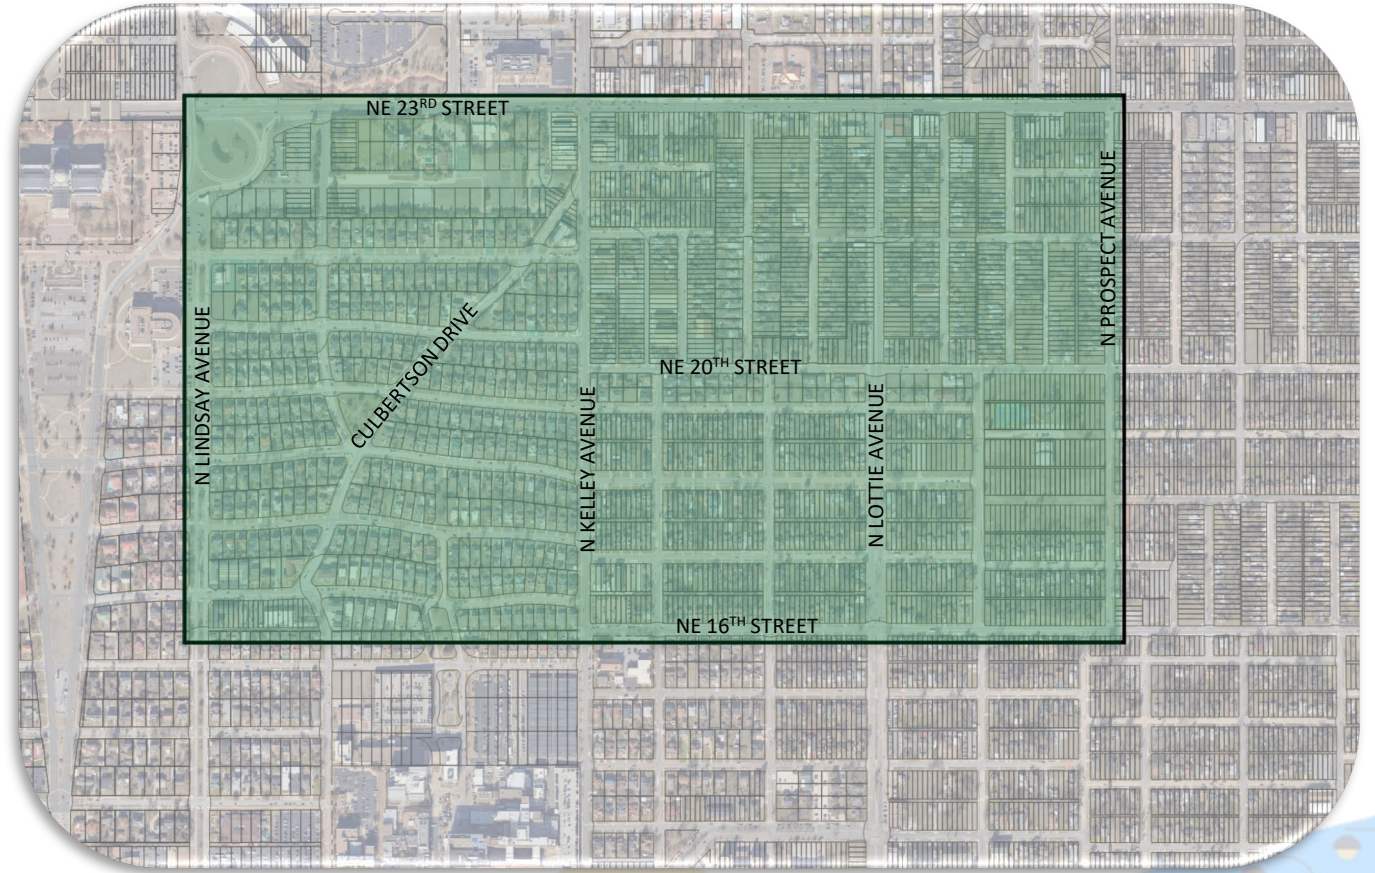 NE 23RD STREET
N PROSPECT AVENUE
N LINDSAY AVENUE
CULBERTSON DRIVE
NE 20TH STREET
N KELLEY AVENUE
N LOTTIE AVENUE
NE 16TH STREET